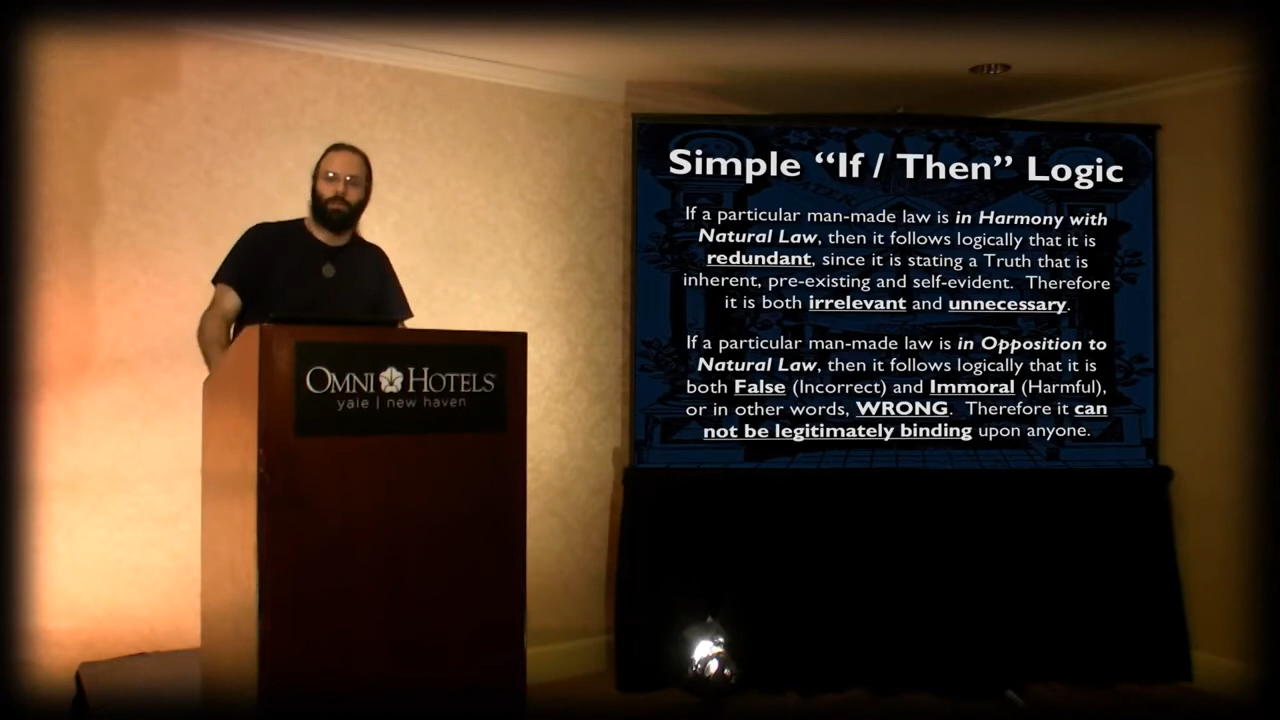 Simple “If / Then” Logic
If a particular man-made law is in Harmony with
Natural Law, then it follows logically that it is
redundant, since it is stating a Truth that is
inherent, pre-existing and self-evident. Therefore
it is both irrelevant and unnecessary.
If a particular man-made law is in Opposition to
Natural Law, then it follows logically that it is
both False (Incorrect) and Immoral (Harmful),
or in other words, WRONG. Therefore it can
not be legitimately binding upon anyone.
OMNI HOTELS
yale | new haven